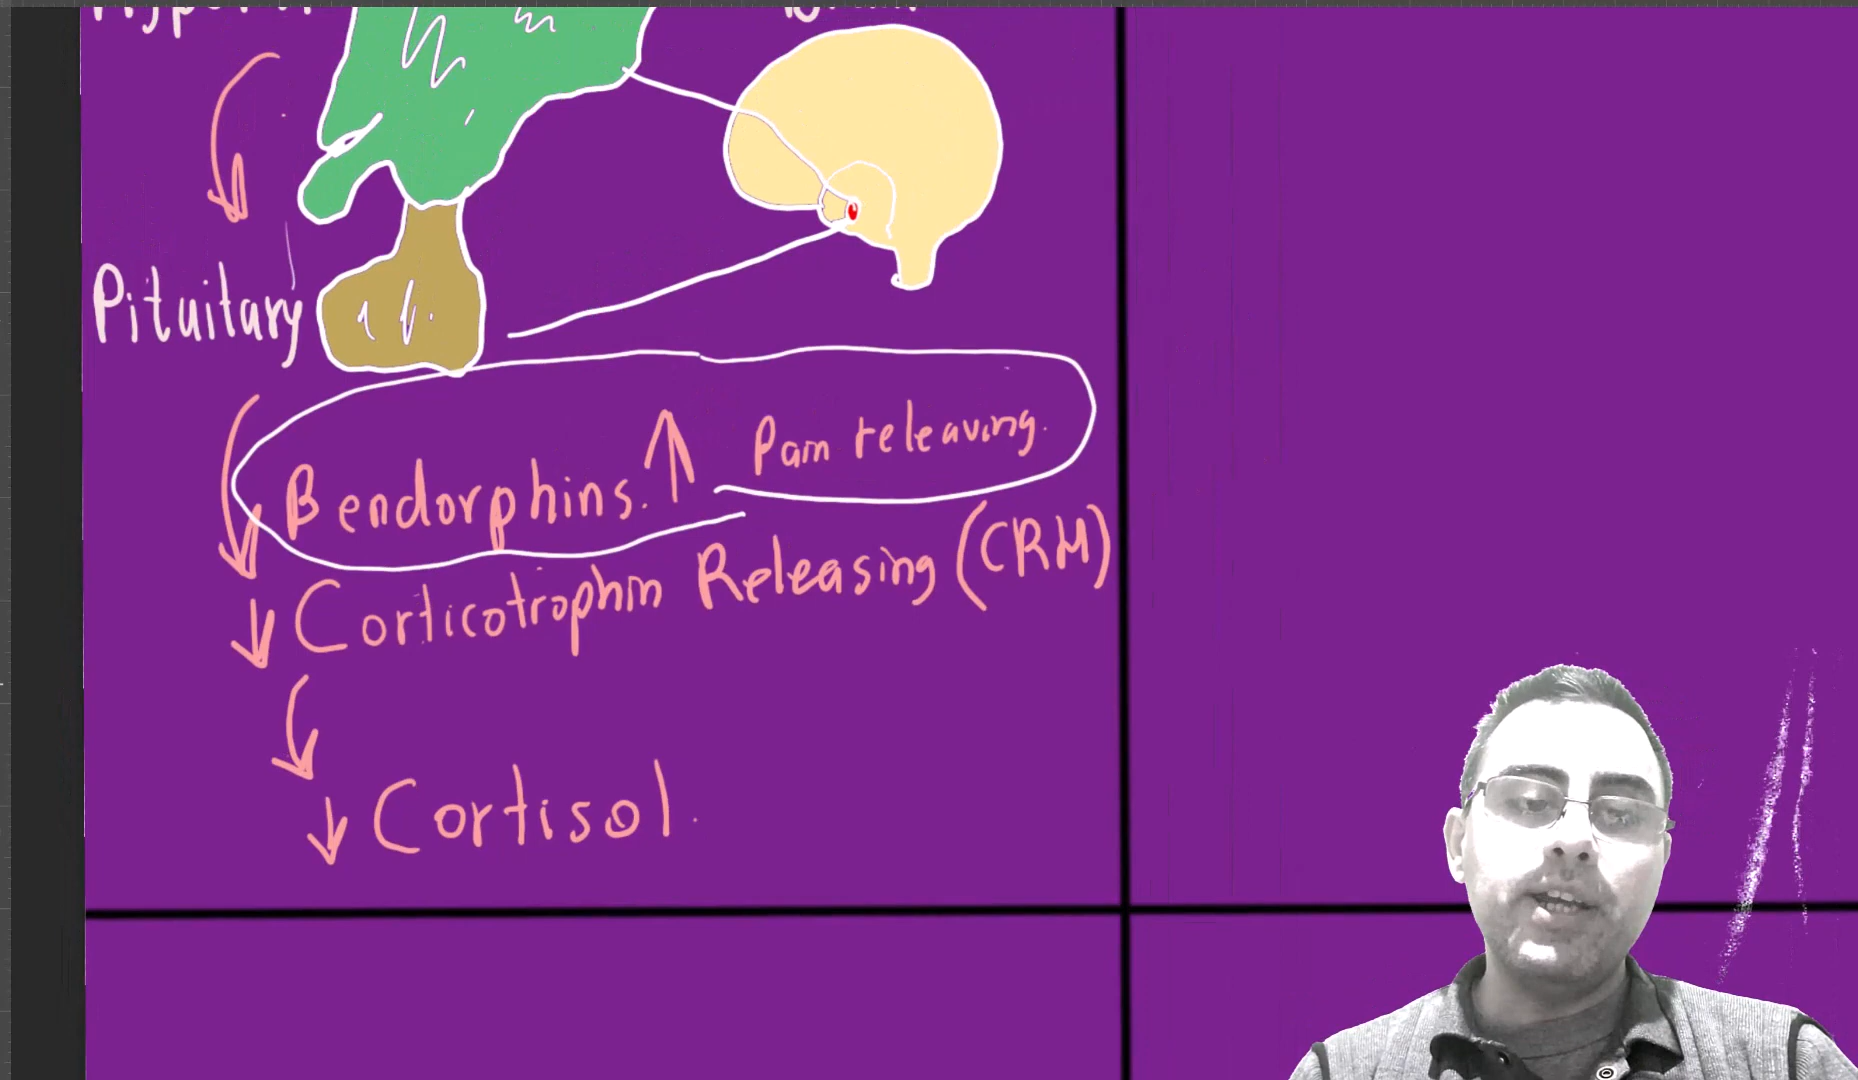 Pituitary
B endorphins. ↑ Pain releaving.
↓ Corticotrophin Releasing (CRH)
↓ Cortisol.